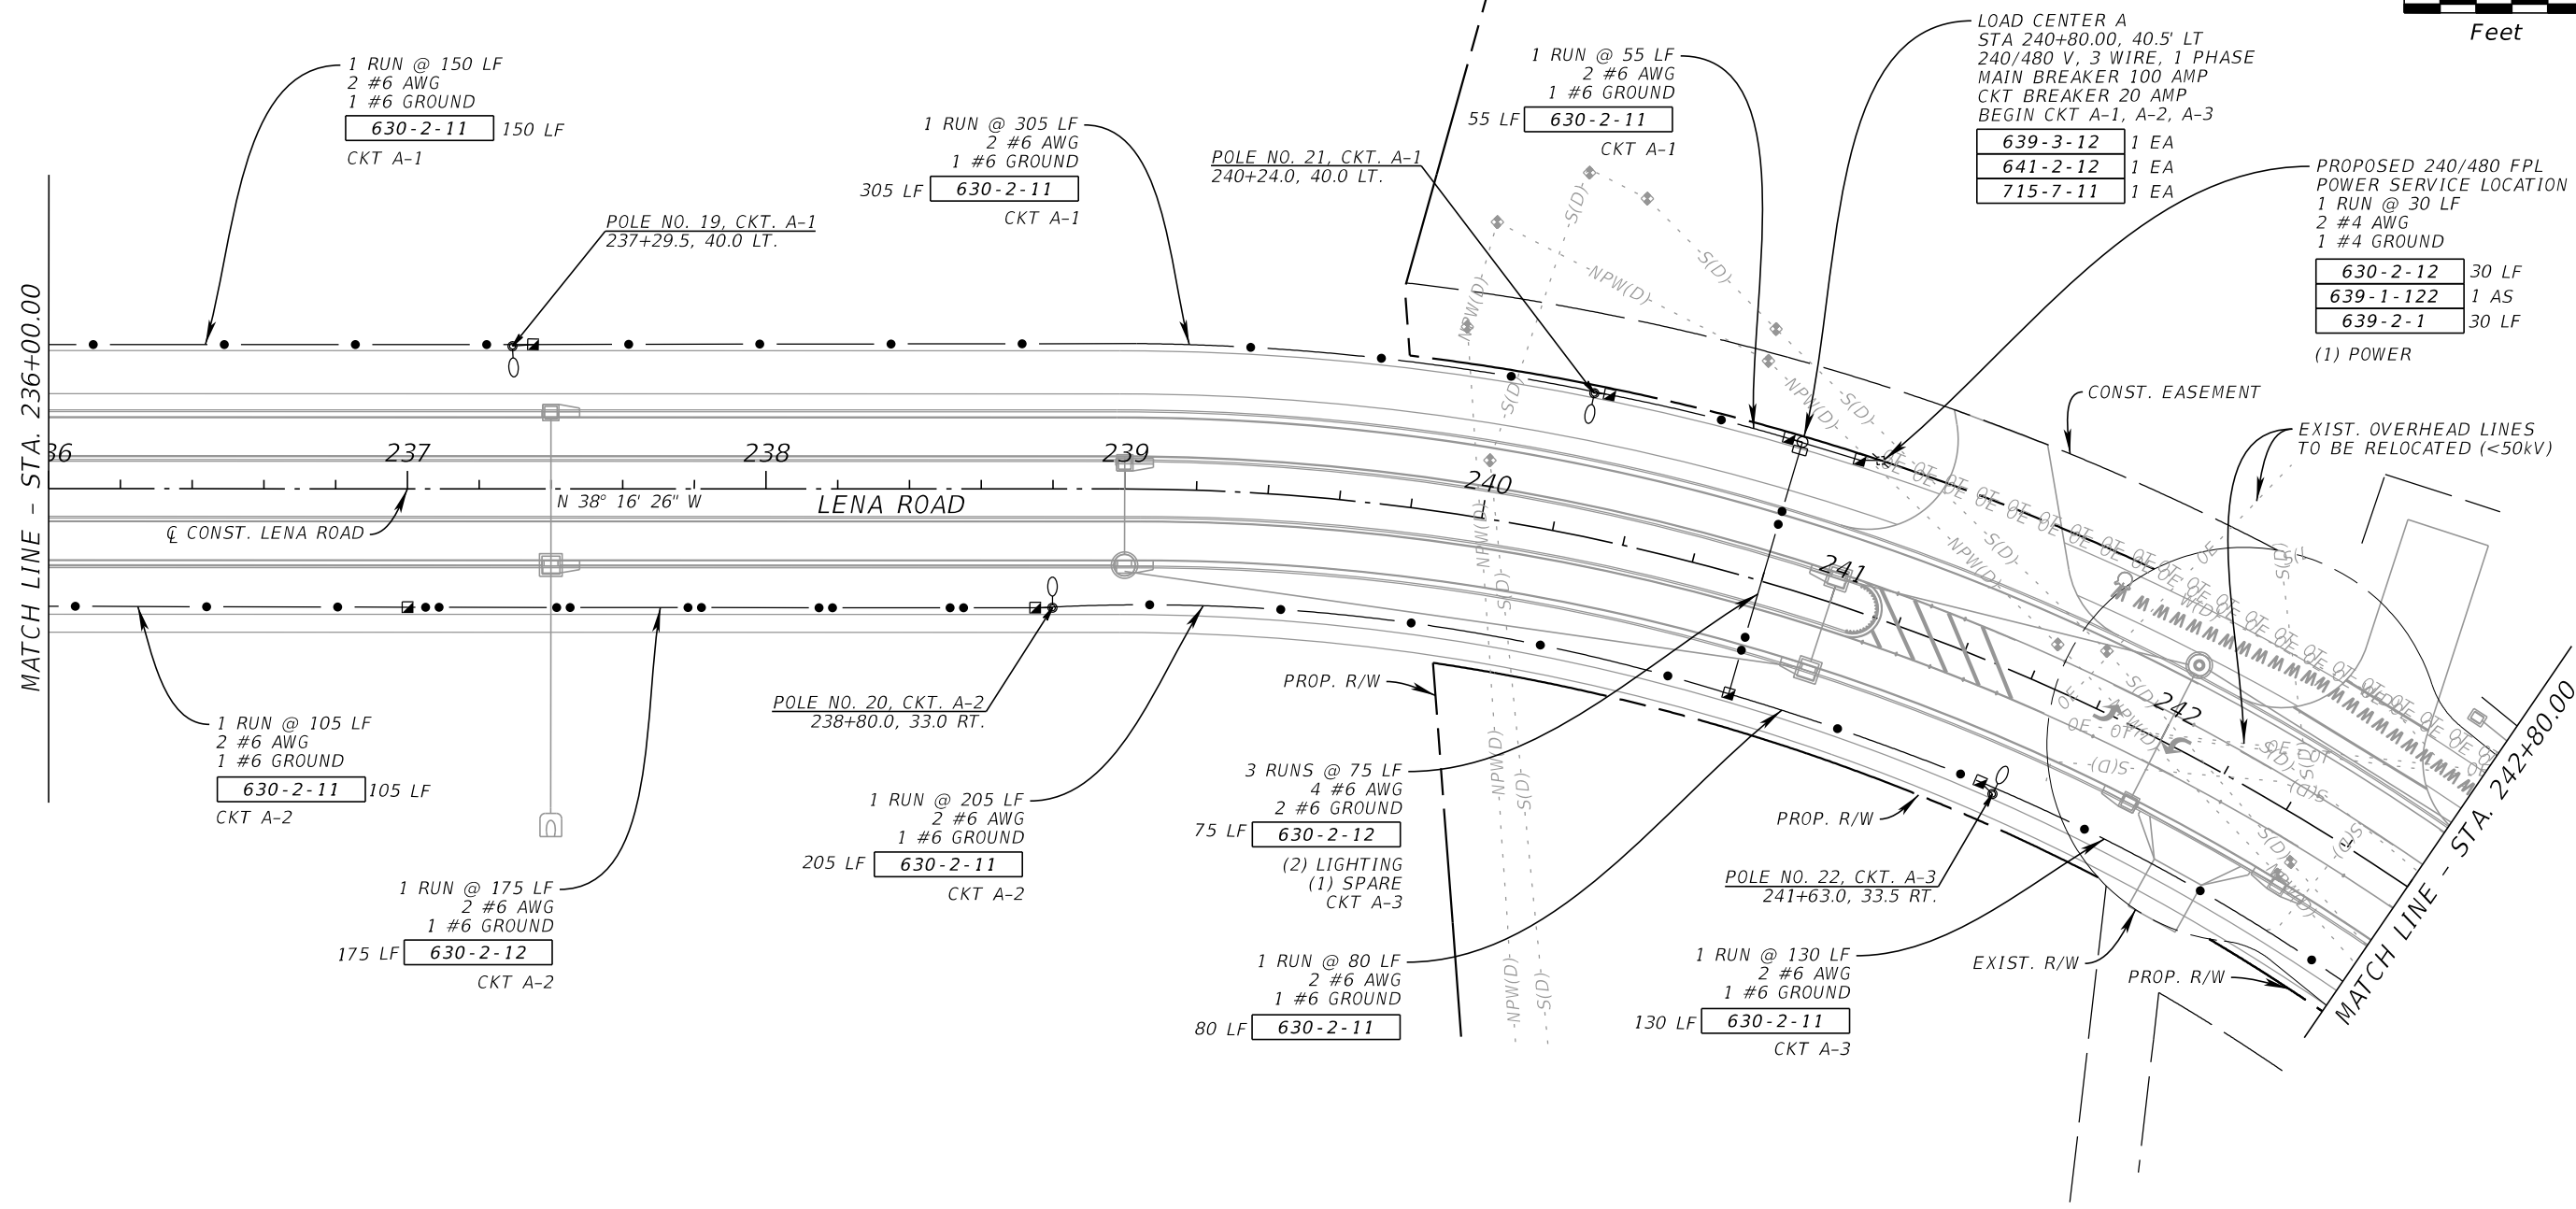 Feet
1 RUN @ 150 LF
2 #6 AWG
1 #6 GROUND
630-2-11 150 LF
CKT A-1
POLE NO. 19, CKT. A-1
237+29.5, 40.0 LT.
1 RUN @ 305 LF
2 #6 AWG
1 #6 GROUND
305 LF 630-2-11
CKT A-1
POLE NO. 21, CKT. A-1
240+24.0, 40.0 LT.
1 RUN @ 55 LF
2 #6 AWG
1 #6 GROUND
55 LF 630-2-11
CKT A-1
LOAD CENTER A
STA 240+80.00, 40.5' LT
240/480 V, 3 WIRE, 1 PHASE
MAIN BREAKER 100 AMP
CKT BREAKER 20 AMP
BEGIN CKT A-1, A-2, A-3
639-3-12 1 EA
641-2-12 1 EA
715-7-11 1 EA
PROPOSED 240/480 FPL
POWER SERVICE LOCATION
1 RUN @ 30 LF
2 #4 AWG
1 #4 GROUND
630-2-12 30 LF
639-1-122 1 AS
639-2-1 30 LF
(1) POWER
CONST. EASEMENT
EXIST. OVERHEAD LINES
TO BE RELOCATED (<50kV)
MATCH LINE - STA. 236+00.00
36
237
238
239
240
241
242
N 38° 16' 26" W
LENA ROAD
℄ CONST. LENA ROAD
S(D)
S(D)
NPW(D)
NPW(D)
S(D)
NPW(D)
S(D)
NPW(D)
S(D)
NPW(D)
S(D)
NPW(D)
S(D)
NPW(D)
S(D)
NPW(D)
S(D)
S(D)
S(D)
S(D)
OE, OT
1 RUN @ 105 LF
2 #6 AWG
1 #6 GROUND
630-2-11 105 LF
CKT A-2
1 RUN @ 175 LF
2 #6 AWG
1 #6 GROUND
175 LF 630-2-12
CKT A-2
POLE NO. 20, CKT. A-2
238+80.0, 33.0 RT.
1 RUN @ 205 LF
2 #6 AWG
1 #6 GROUND
205 LF 630-2-11
CKT A-2
PROP. R/W
3 RUNS @ 75 LF
4 #6 AWG
2 #6 GROUND
75 LF 630-2-12
(2) LIGHTING
(1) SPARE
CKT A-3
1 RUN @ 80 LF
2 #6 AWG
1 #6 GROUND
80 LF 630-2-11
PROP. R/W
POLE NO. 22, CKT. A-3
241+63.0, 33.5 RT.
1 RUN @ 130 LF
2 #6 AWG
1 #6 GROUND
130 LF 630-2-11
CKT A-3
EXIST. R/W
PROP. R/W
MATCH LINE - STA. 242+80.00